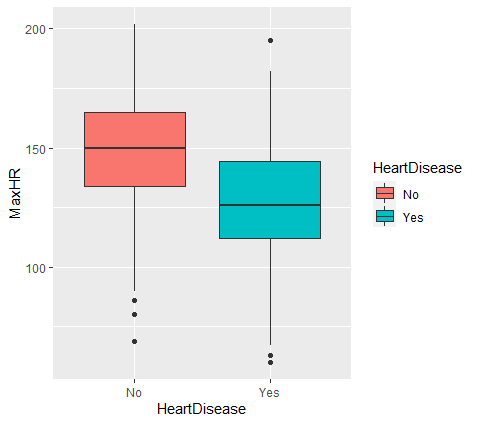 200
150
100
MaxHR
No
Yes
HeartDisease
HeartDisease
No
Yes